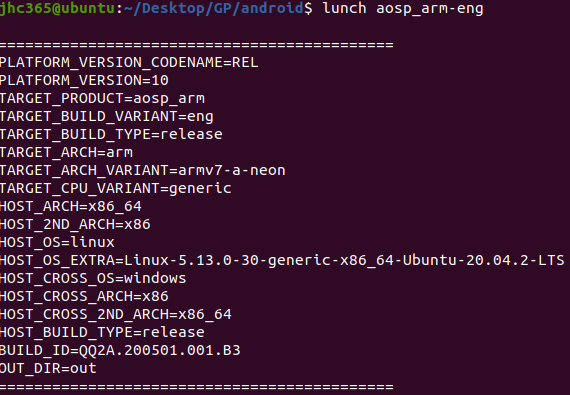 jhc365@ubuntu:~/Desktop/GP/android$ lunch aosp_arm-eng
============================================
PLATFORM_VERSION_CODENAME=REL
PLATFORM_VERSION=10
TARGET_PRODUCT=aosp_arm
TARGET_BUILD_VARIANT=eng
TARGET_BUILD_TYPE=release
TARGET_ARCH=arm
TARGET_ARCH_VARIANT=armv7-a-neon
TARGET_CPU_VARIANT=generic
HOST_ARCH=x86_64
HOST_2ND_ARCH=x86
HOST_OS=linux
HOST_OS_EXTRA=Linux-5.13.0-30-generic-x86_64-Ubuntu-20.04.2-LTS
HOST_CROSS_OS=windows
HOST_CROSS_ARCH=x86
HOST_CROSS_2ND_ARCH=x86_64
HOST_BUILD_TYPE=release
BUILD_ID=QQ2A.200501.001.B3
OUT_DIR=out
============================================